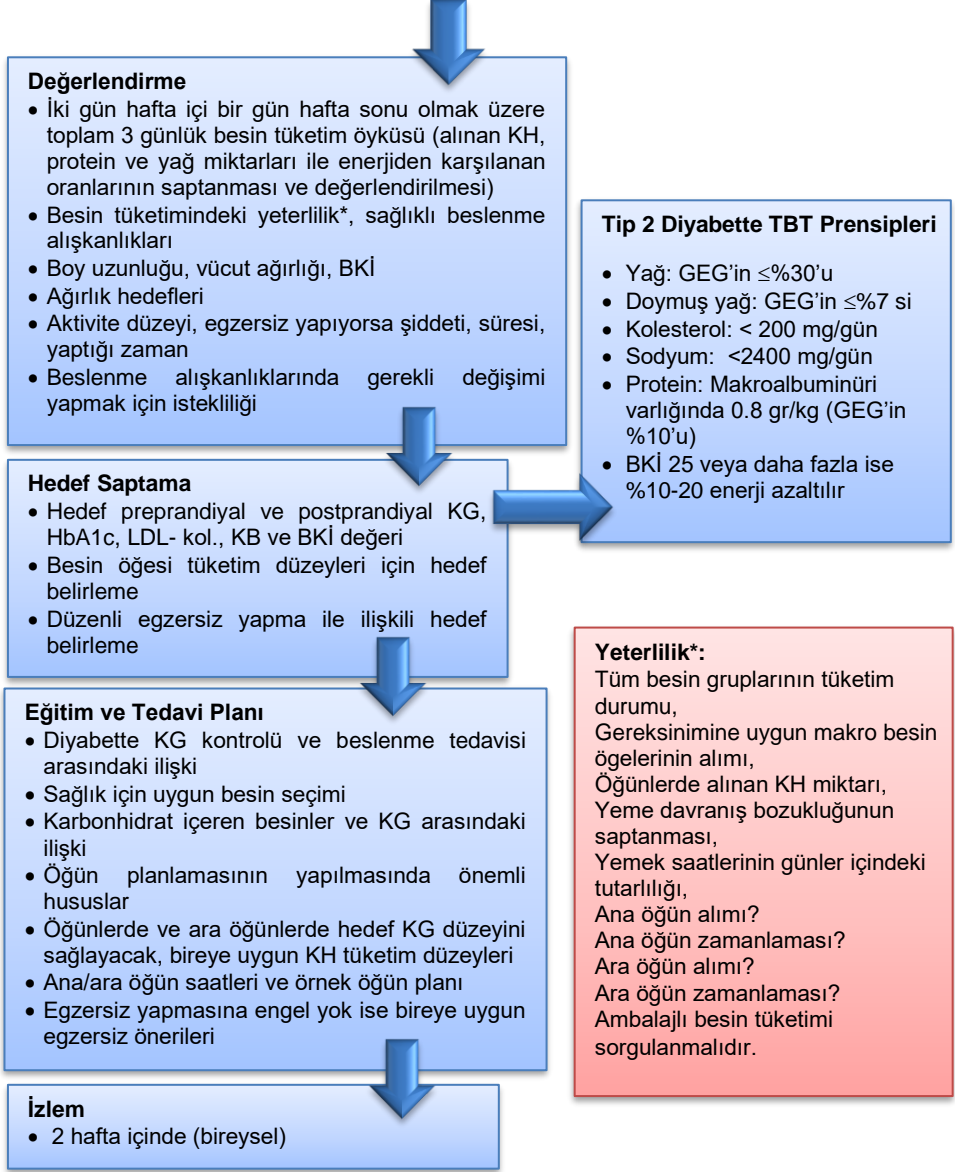 Değerlendirme
• İki gün hafta içi bir gün hafta sonu olmak üzere
toplam 3 günlük besin tüketim öyküsü (alınan KH,
protein ve yağ miktarları ile enerjiden karşılanan
oranlarının saptanması ve değerlendirilmesi)
• Besin tüketimindeki yeterlilik*, sağlıklı beslenme
alışkanlıkları
• Boy uzunluğu, vücut ağırlığı, BKİ
• Ağırlık hedefleri
• Aktivite düzeyi, egzersiz yapıyorsa şiddeti, süresi,
yaptığı zaman
• Beslenme alışkanlıklarında gerekli değişimi
yapmak için istekliliği
Hedef Saptama
• Hedef preprandiyal ve postprandiyal KG,
HbA1c, LDL- kol., KB ve BKİ değeri
• Besin öğesi tüketim düzeyleri için hedef
belirleme
• Düzenli egzersiz yapma ile ilişkili hedef
belirleme
Tip 2 Diyabette TBT Prensipleri
• Yağ: GEG’in ≤%30’u
• Doymuş yağ: GEG’in ≤%7 si
• Kolesterol: < 200 mg/gün
• Sodyum: <2400 mg/gün
• Protein: Makroalbuminüri
varlığında 0.8 gr/kg (GEG’in
%10’u)
• BKİ 25 veya daha fazla ise
%10-20 enerji azaltılır
Eğitim ve Tedavi Planı
• Diyabette KG kontrolü ve beslenme tedavisi
arasındaki ilişki
• Sağlık için uygun besin seçimi
• Karbonhidrat içeren besinler ve KG arasındaki
ilişki
• Öğün planlamasının yapılmasında önemli
hususlar
• Öğünlerde ve ara öğünlerde hedef KG düzeyini
sağlayacak, bireye uygun KH tüketim düzeyleri
• Ana/ara öğün saatleri ve örnek öğün planı
• Egzersiz yapmasına engel yok ise bireye uygun
egzersiz önerileri
Yeterlilik*:
Tüm besin gruplarının tüketim
durumu,
Gereksinimine uygun makro besin
ögelerinin alımı,
Öğünlerde alınan KH miktarı,
Yeme davranış bozukluğunun
saptanması,
Yemek saatlerinin günler içindeki
tutarlılığı,
Ana öğün alımı?
Ana öğün zamanlaması?
Ara öğün alımı?
Ara öğün zamanlaması?
Ambalajlı besin tüketimi
sorgulanmalıdır.
İzlem
• 2 hafta içinde (bireysel)